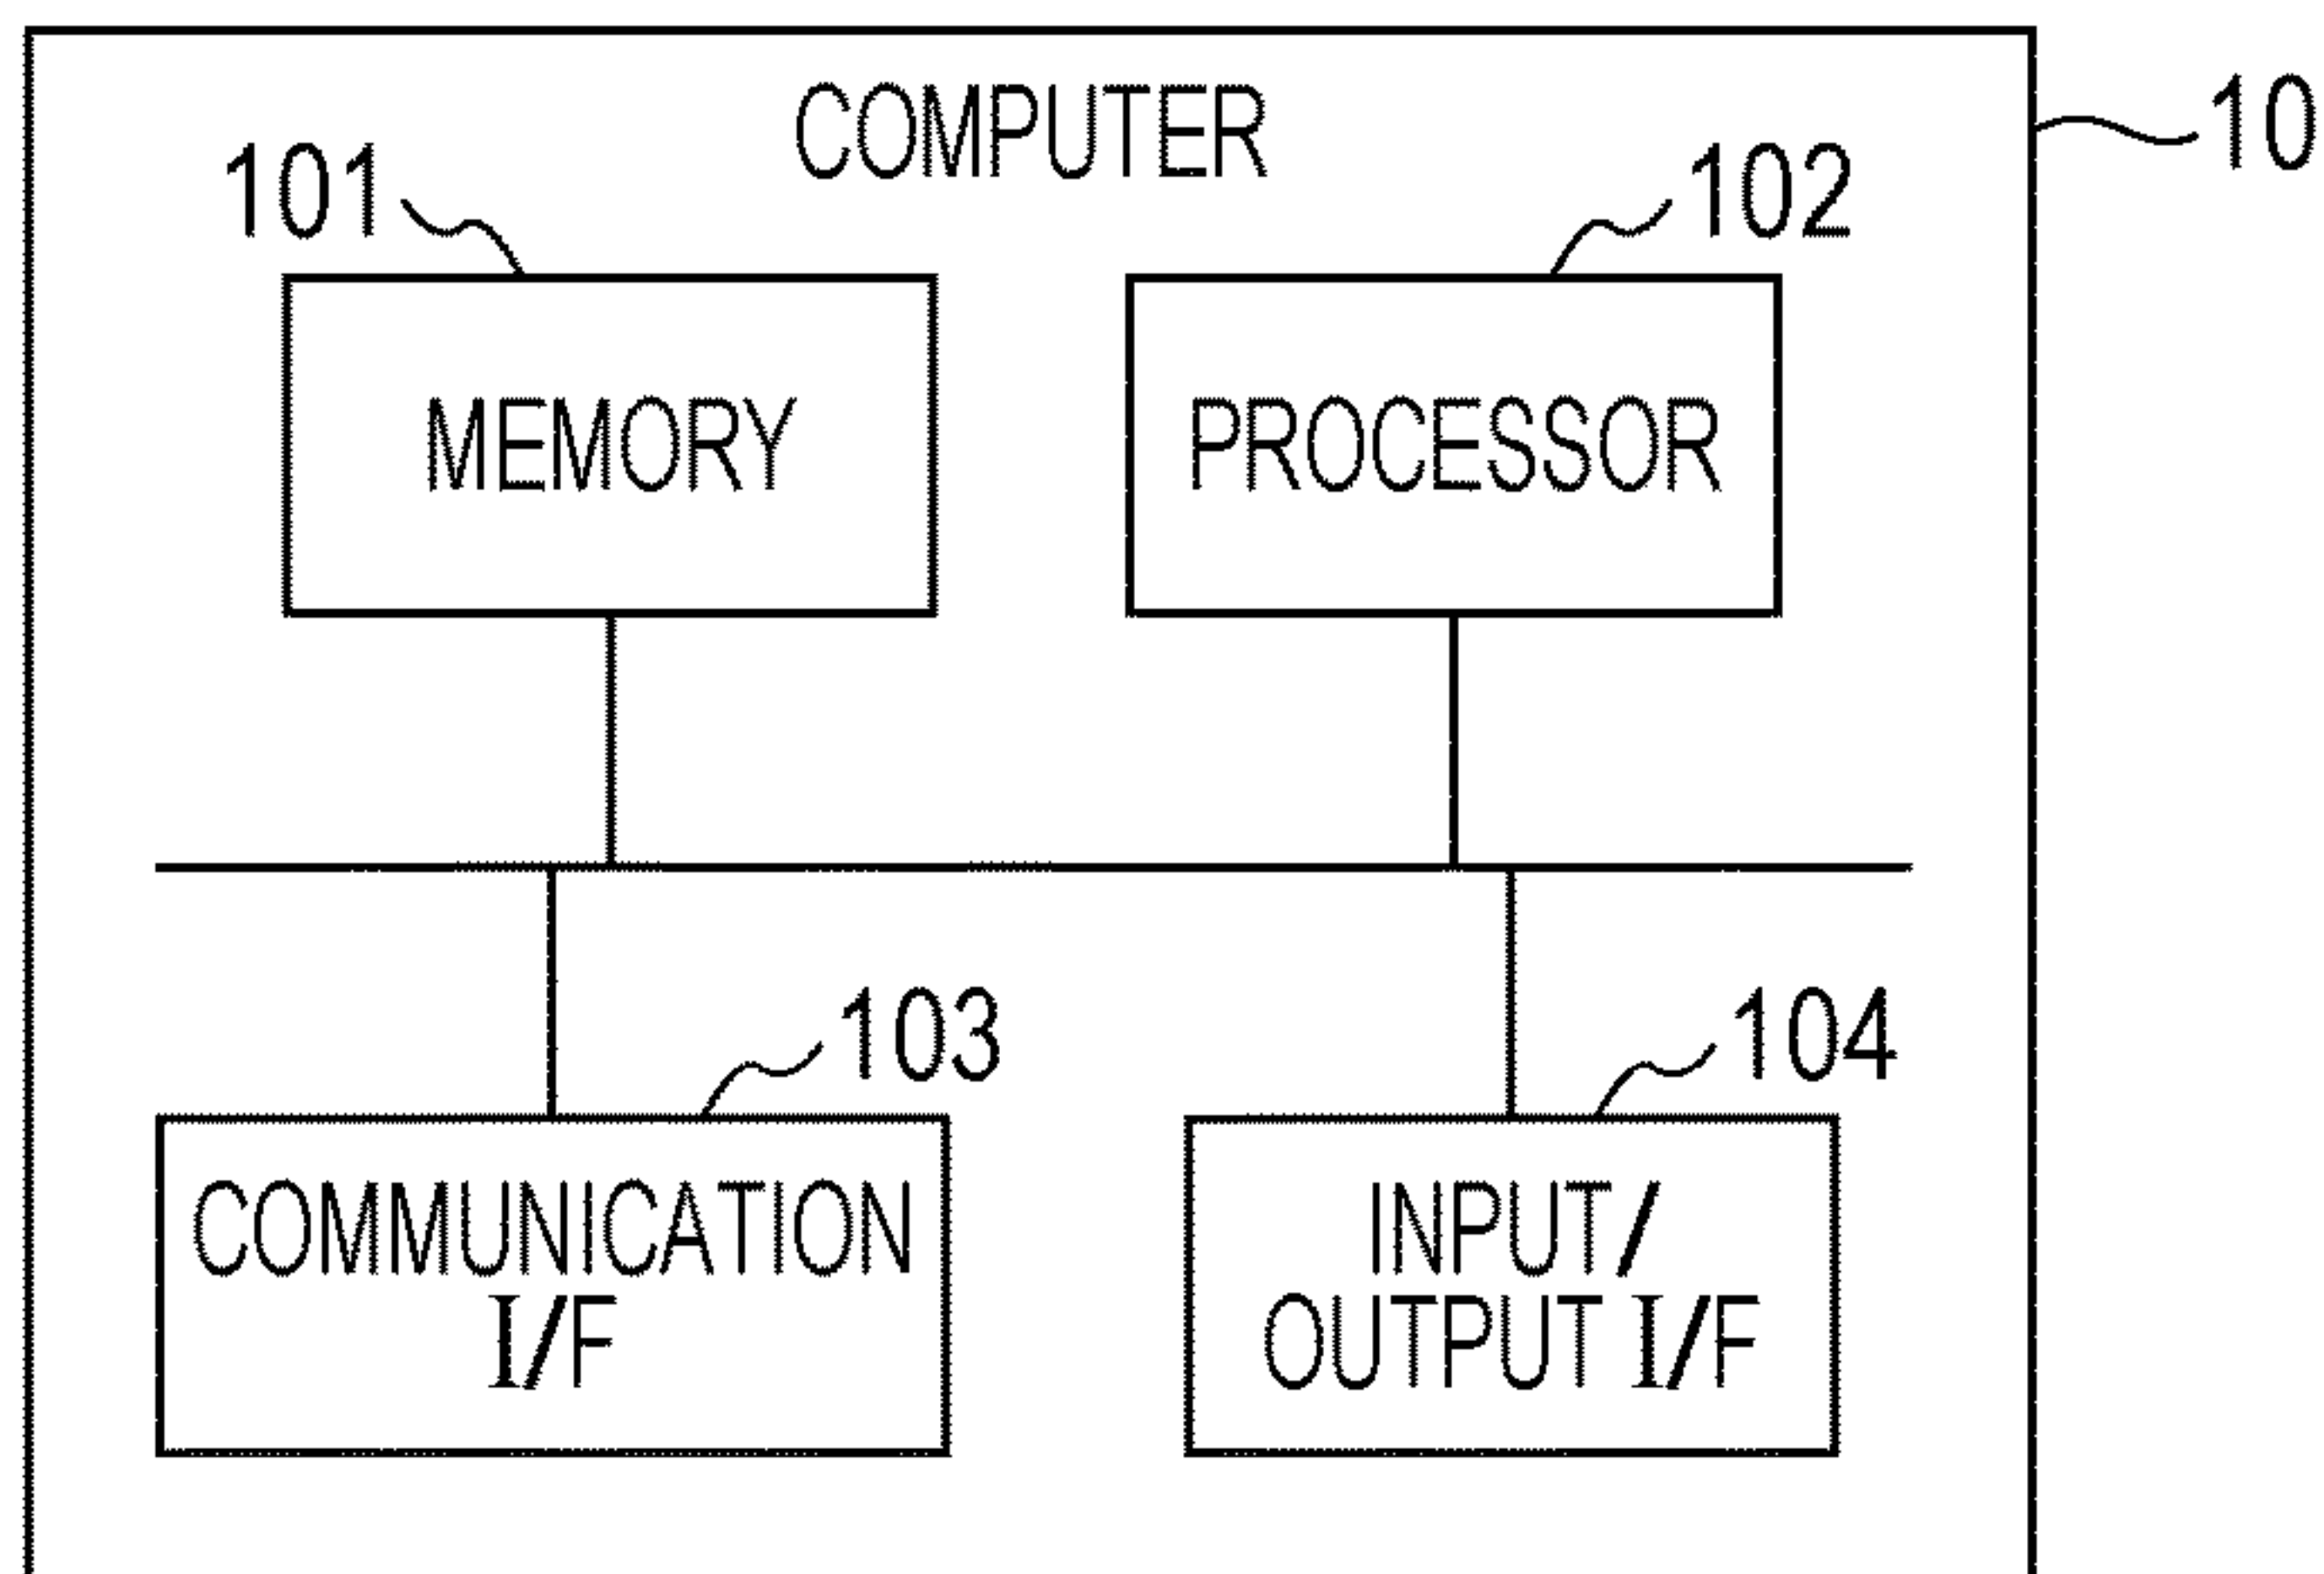 COMPUTER
10
101
102
MEMORY
PROCESSOR
103
104
COMMUNICATION
I/F
INPUT/
OUTPUT I/F